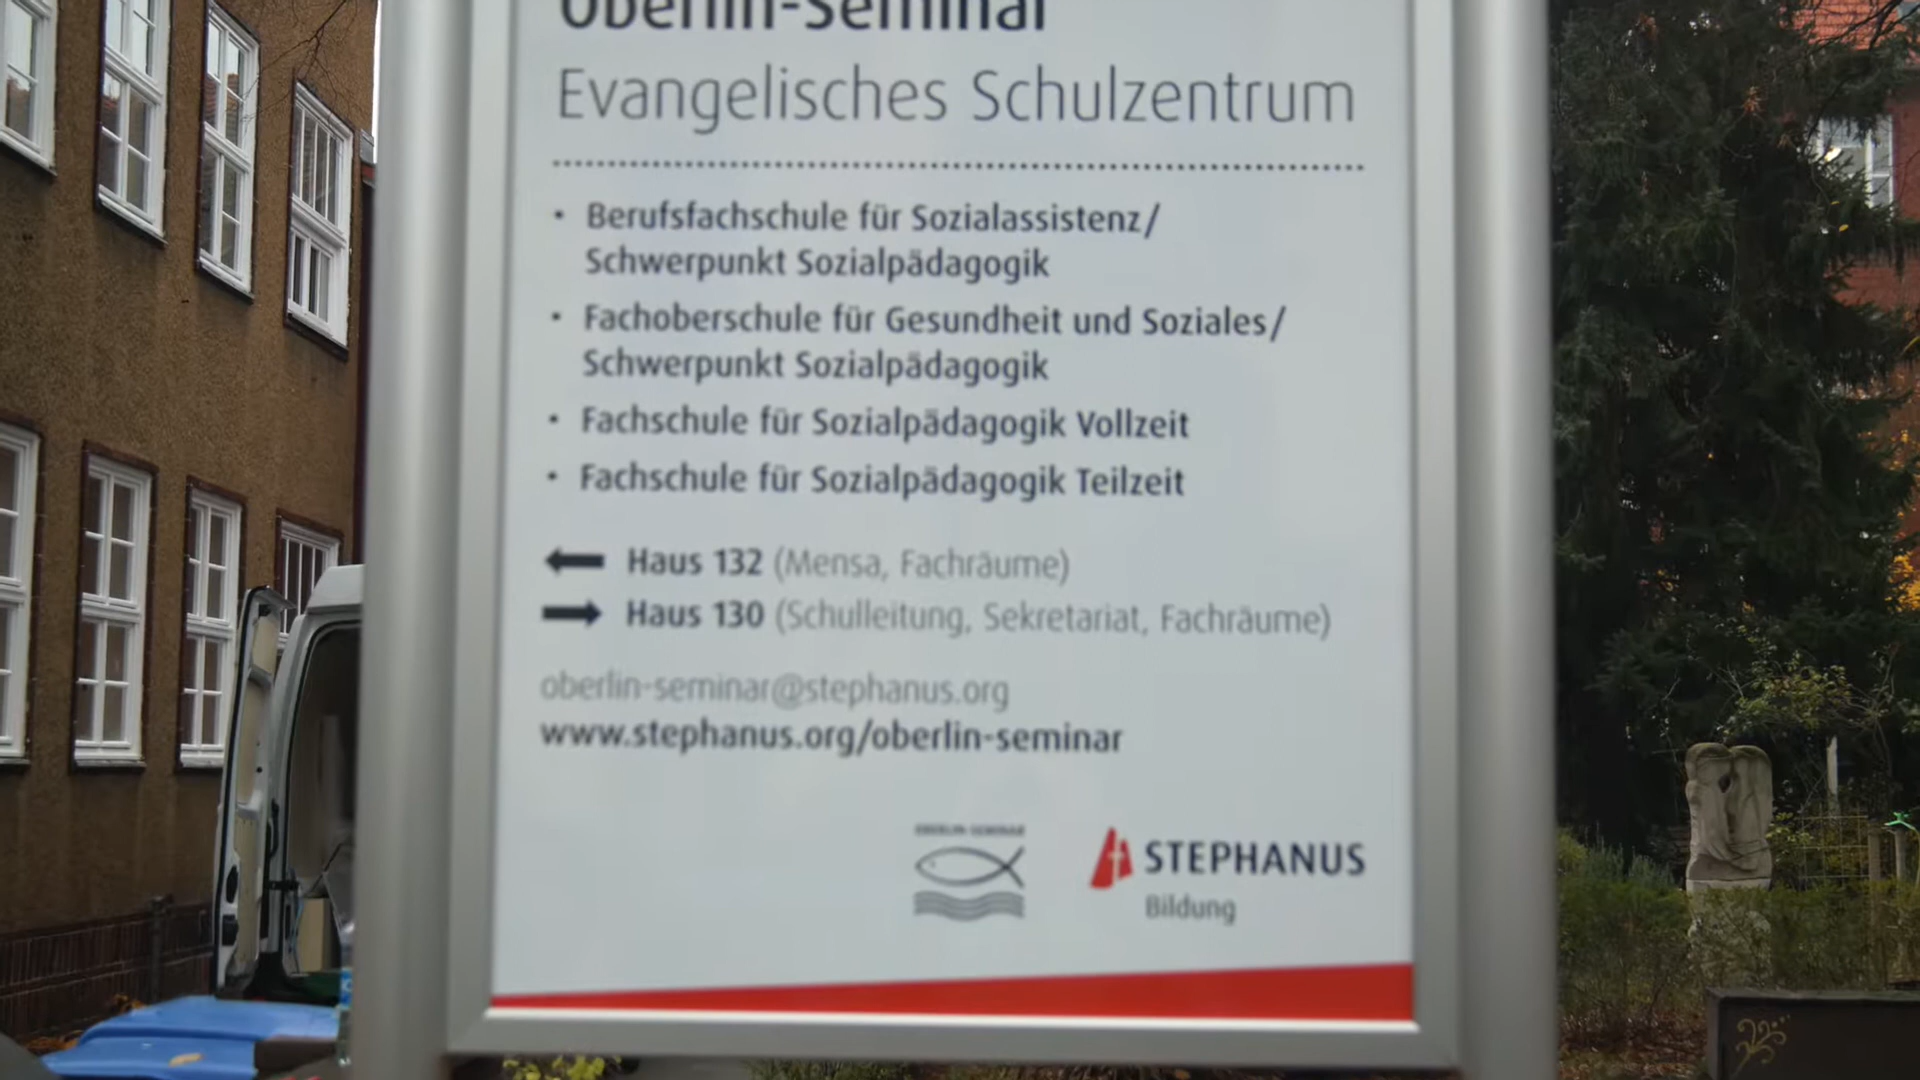 Oberlin-Seminar
Evangelisches Schulzentrum
• Berufsfachschule für Sozialassistenz/
Schwerpunkt Sozialpädagogik
• Fachoberschule für Gesundheit und Soziales/
Schwerpunkt Sozialpädagogik
• Fachschule für Sozialpädagogik Vollzeit
• Fachschule für Sozialpädagogik Teilzeit
← Haus 132 (Mensa, Fachräume)
→ Haus 130 (Schulleitung, Sekretariat, Fachräume)
oberlin-seminar@stephanus.org
www.stephanus.org/oberlin-seminar
OBERLIN-SEMINAR
STEPHANUS
Bildung